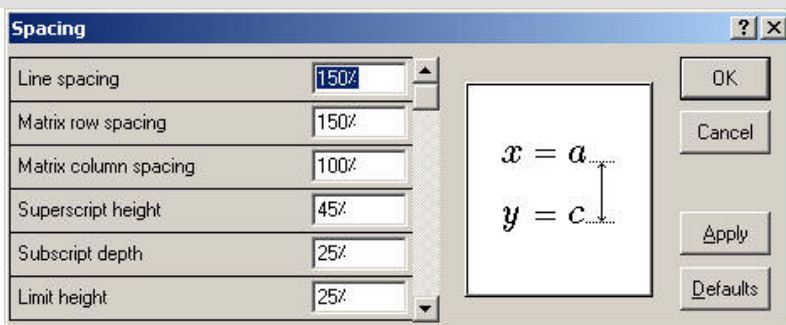 Spacing
Line spacing 150%
Matrix row spacing 150%
Matrix column spacing 100%
Superscript height 45%
Subscript depth 25%
Limit height 25%
x = a
y = c
OK
Cancel
Apply
Defaults